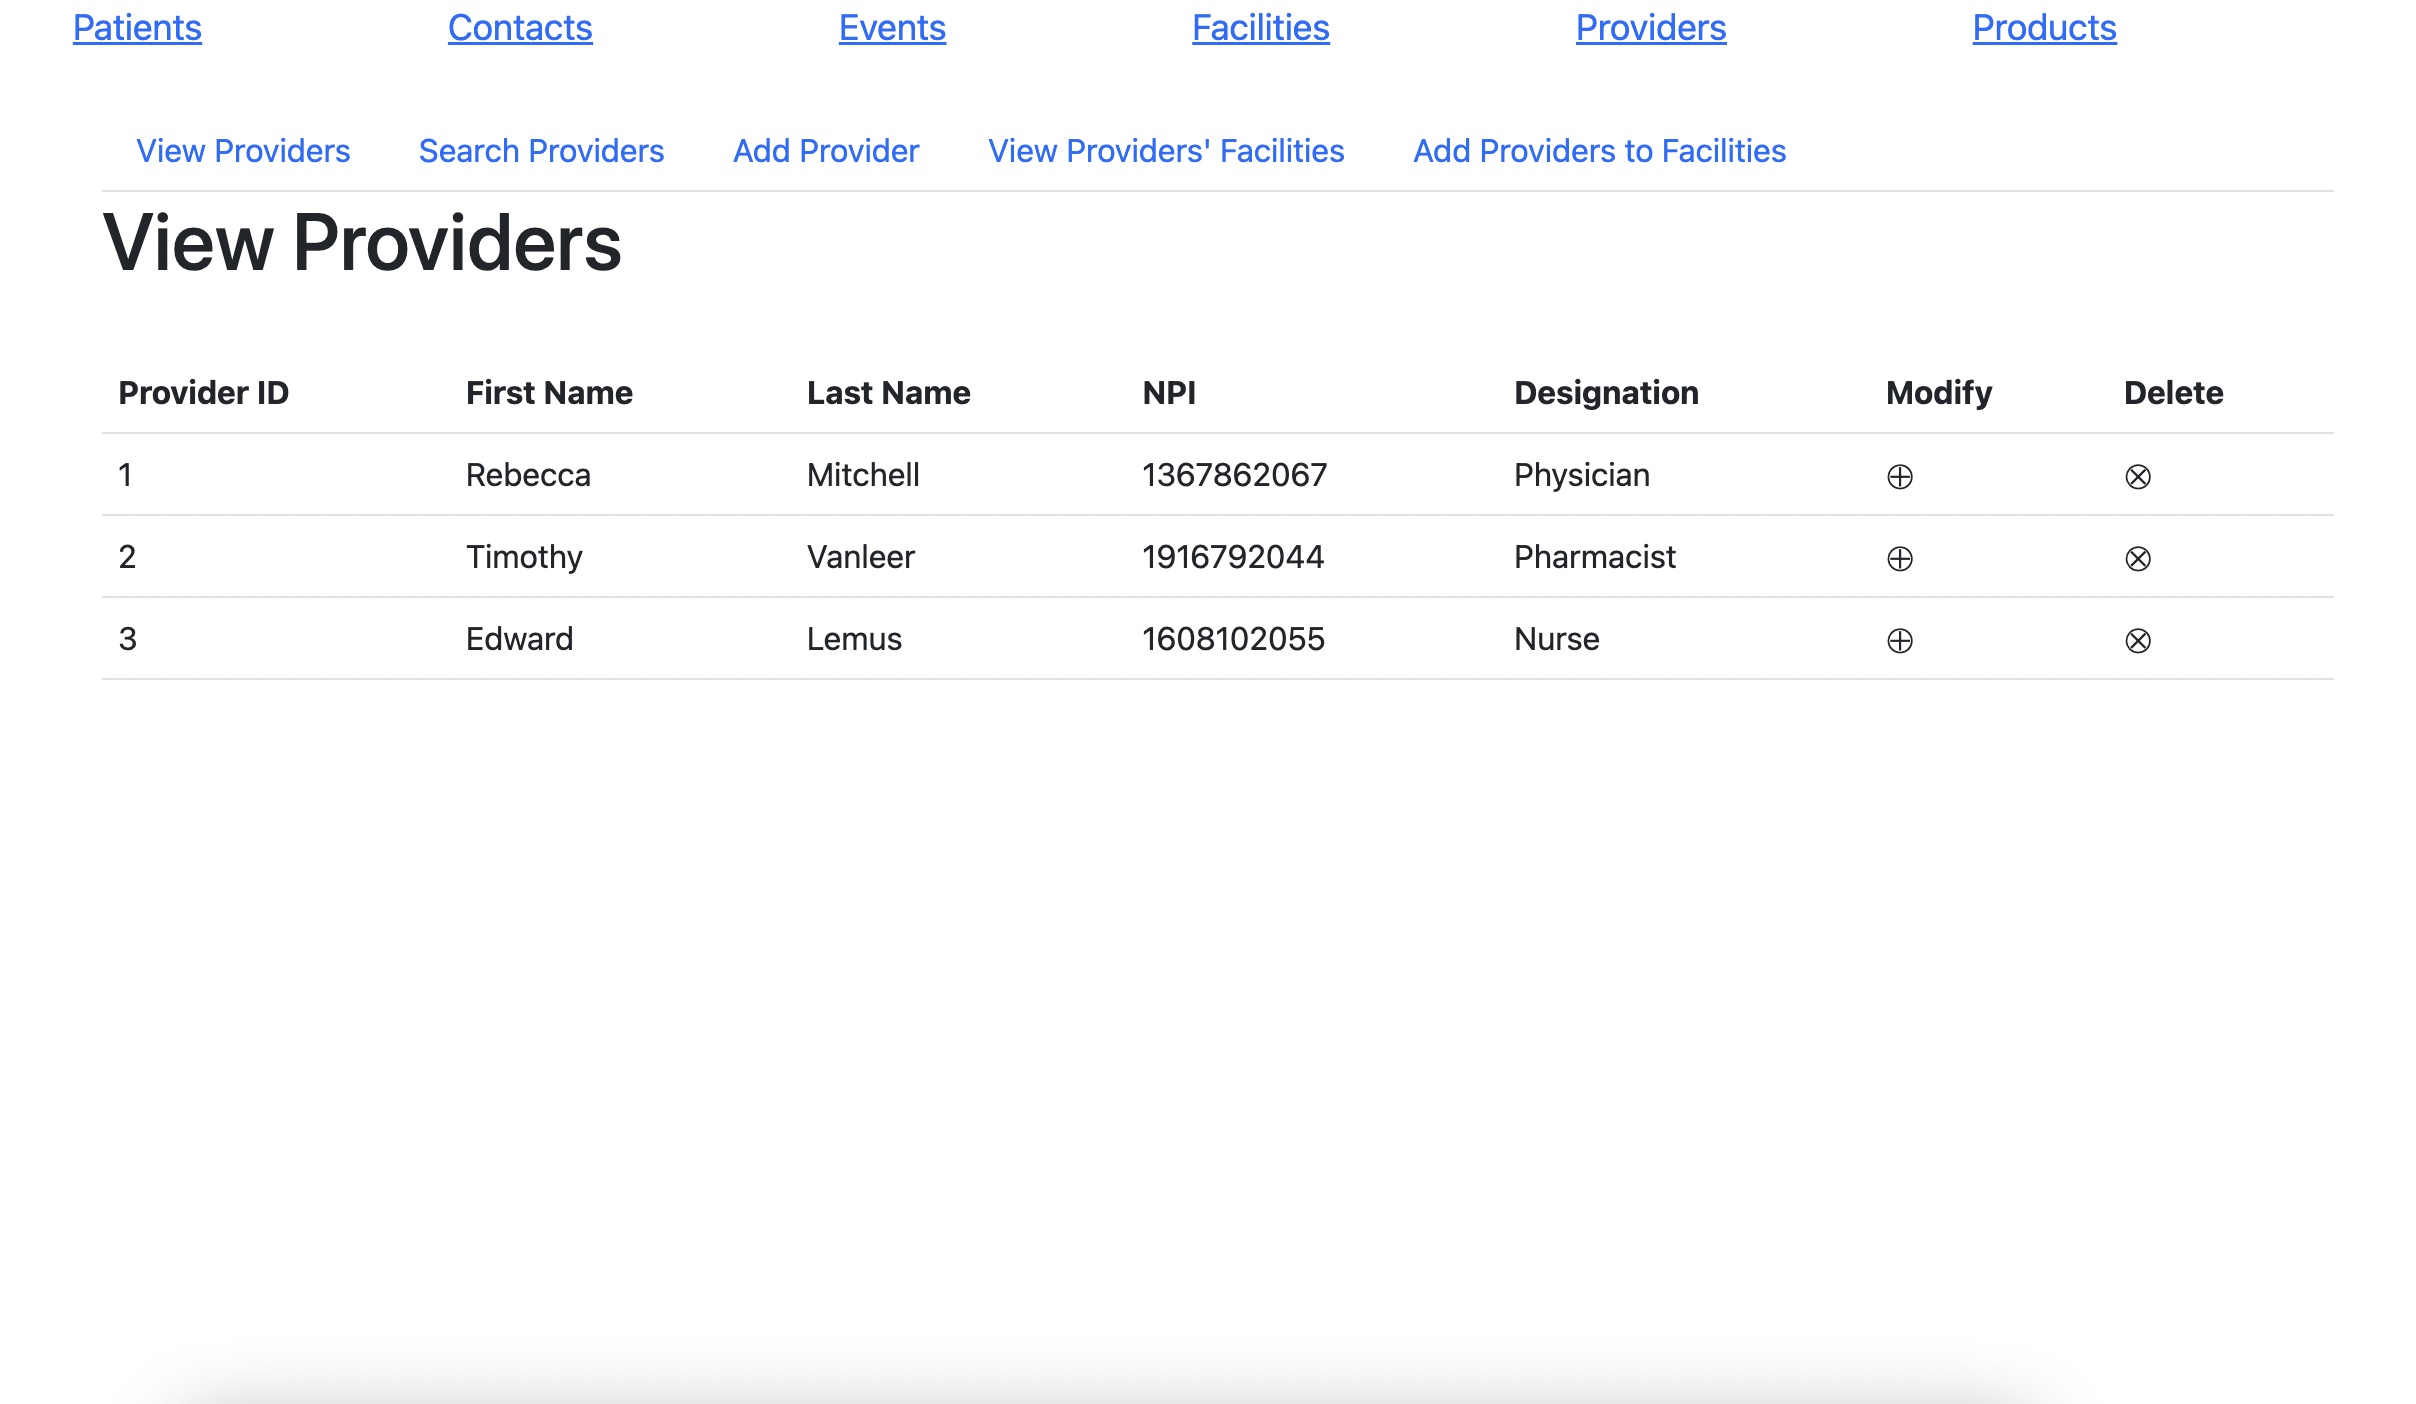 Patients Contacts Events Facilities Providers Products
View Providers Search Providers Add Provider View Providers' Facilities Add Providers to Facilities
View Providers
Provider ID First Name Last Name NPI Designation Modify Delete
1 Rebecca Mitchell 1367862067 Physician ⊕ ⊗
2 Timothy Vanleer 1916792044 Pharmacist ⊕ ⊗
3 Edward Lemus 1608102055 Nurse ⊕ ⊗